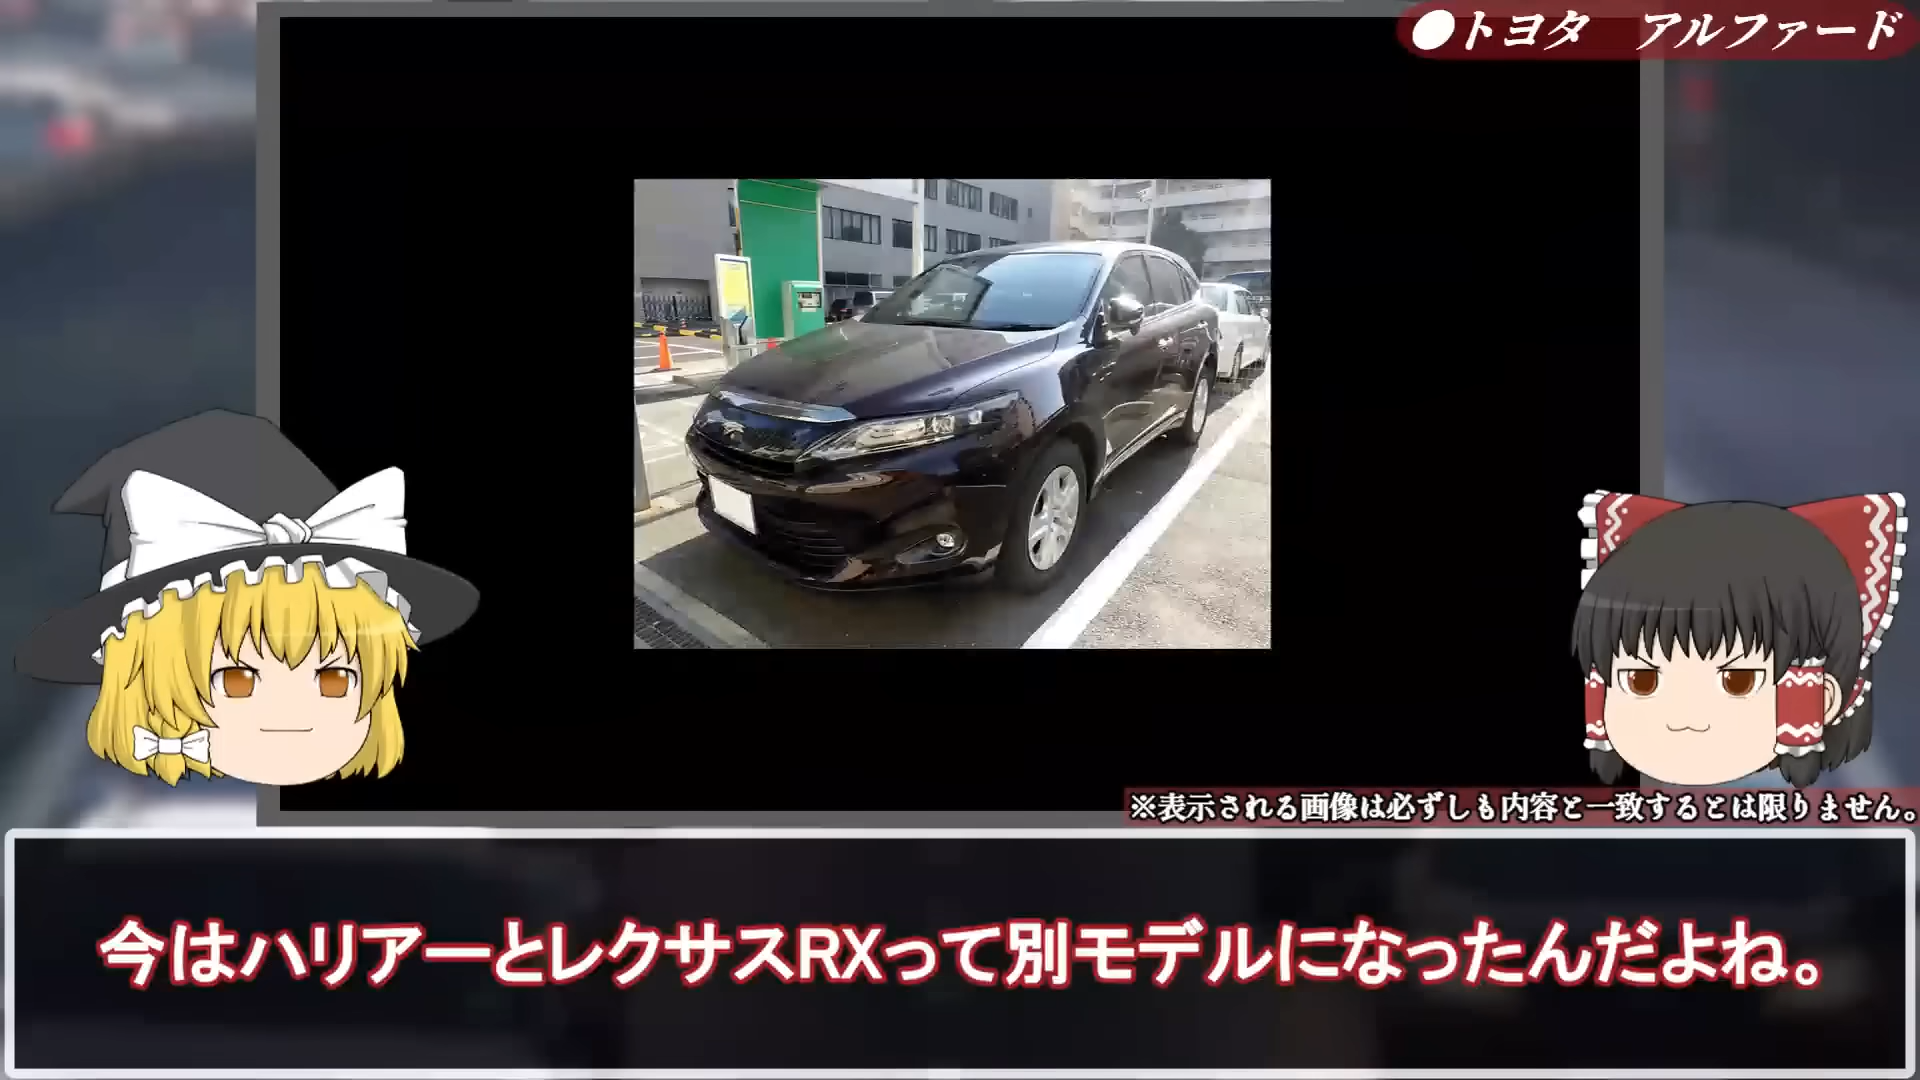 ●トヨタ　アルファード
※表示される画像は必ずしも内容と一致するとは限りません。
今はハリアーとレクサスRXって別モデルになったんだよね。